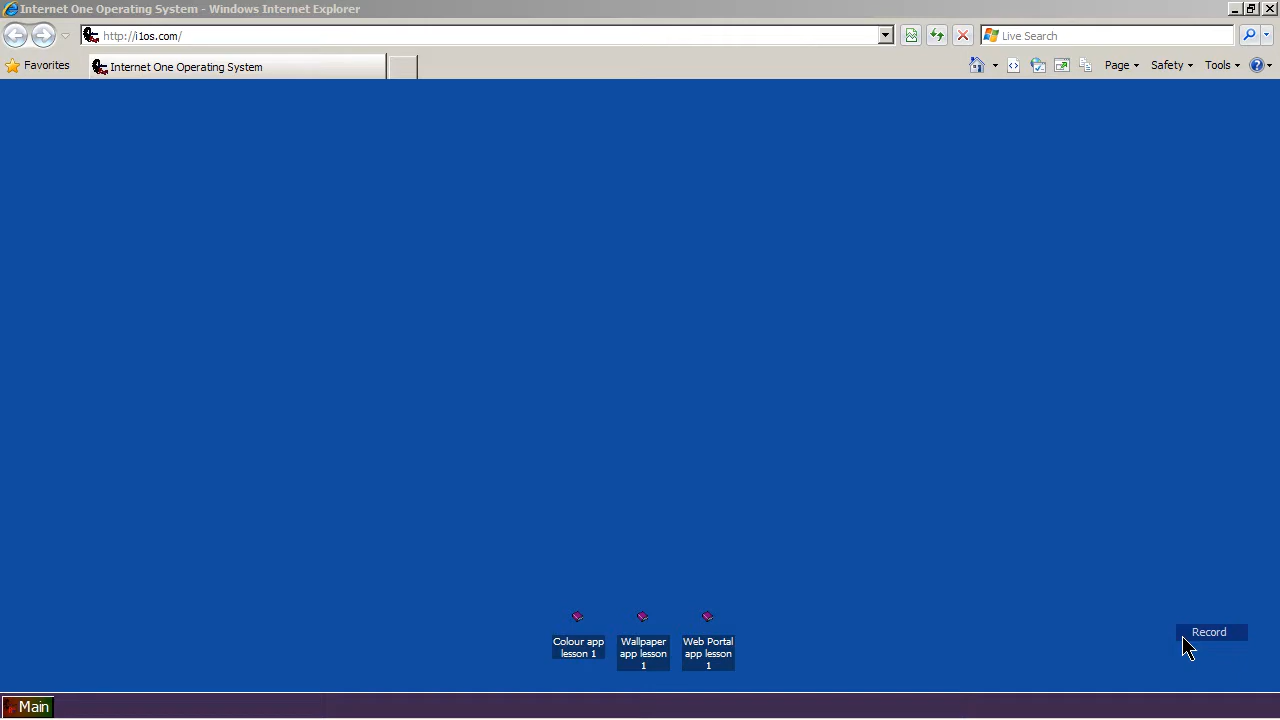 Internet One Operating System - Windows Internet Explorer
http://i1os.com/
Live Search
Favorites
Internet One Operating System
Page
Safety
Tools
Colour app lesson 1
Wallpaper app lesson 1
Web Portal app lesson 1
Record
Main